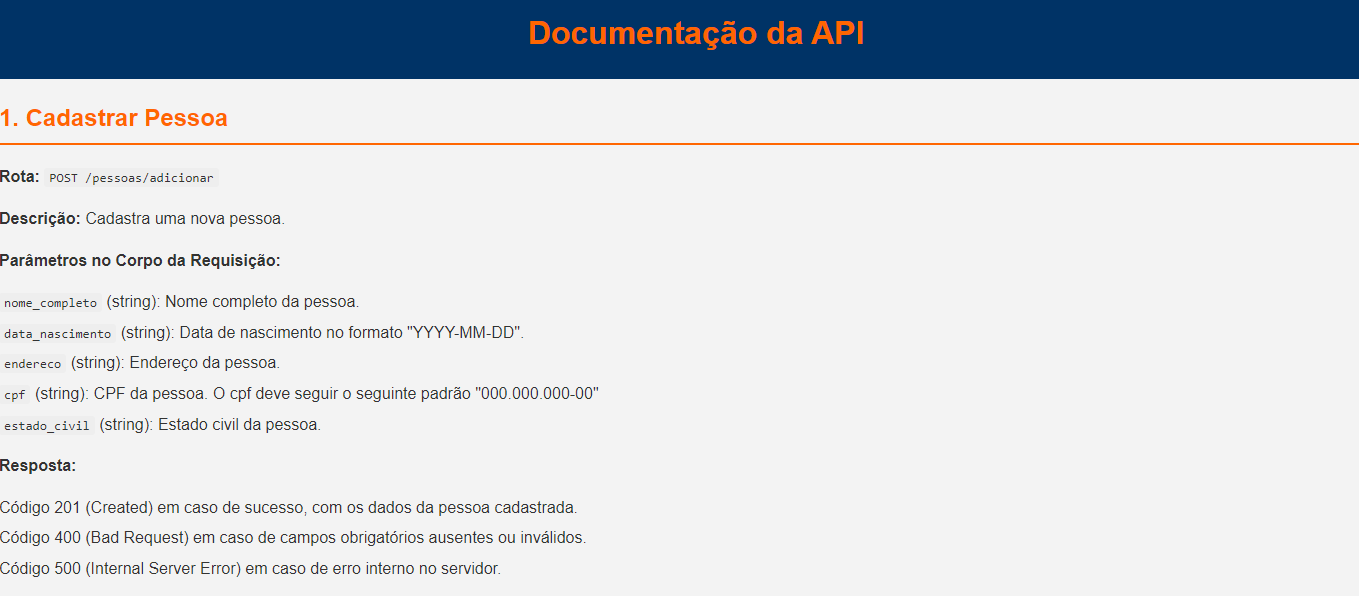 Documentação da API
1. Cadastrar Pessoa
Rota: POST /pessoas/adicionar
Descrição: Cadastra uma nova pessoa.
Parâmetros no Corpo da Requisição:
nome_completo (string): Nome completo da pessoa.
data_nascimento (string): Data de nascimento no formato "YYYY-MM-DD".
endereco (string): Endereço da pessoa.
cpf (string): CPF da pessoa. O cpf deve seguir o seguinte padrão "000.000.000-00"
estado_civil (string): Estado civil da pessoa.
Resposta:
Código 201 (Created) em caso de sucesso, com os dados da pessoa cadastrada.
Código 400 (Bad Request) em caso de campos obrigatórios ausentes ou inválidos.
Código 500 (Internal Server Error) em caso de erro interno no servidor.